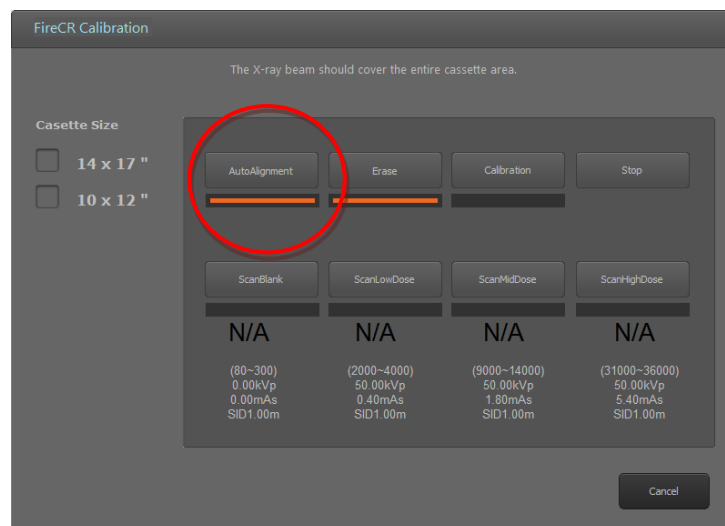 FireCR Calibration
The X-ray beam should cover the entire cassette area.
Casette Size
14 x 17 "
10 x 12 "
AutoAlignment Erase Calibration Stop
ScanBlank ScanLowDose ScanMidDose ScanHighDose
N/A N/A N/A N/A
(80~300) (2000~4000) (9000~14000) (31000~36000)
0.00kVp 50.00kVp 50.00kVp 50.00kVp
0.00mAs 0.40mAs 1.80mAs 5.40mAs
SID1.00m SID1.00m SID1.00m SID1.00m
Cancel